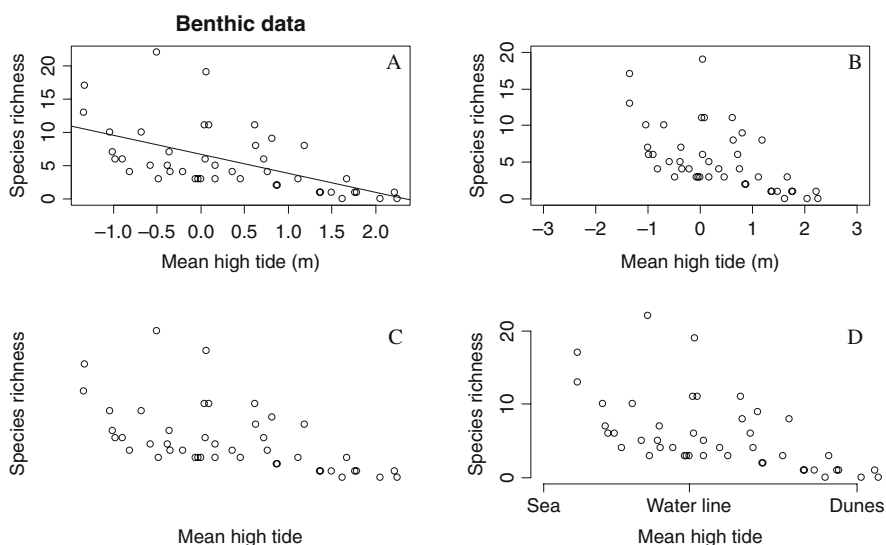 Benthic data
A
Species richness
0 5 10 15 20
−1.0 −0.5 0.0 0.5 1.0 1.5 2.0
Mean high tide (m)
B
Species richness
0 5 10 15 20
−3 −2 −1 0 1 2 3
Mean high tide (m)
C
Species richness
Mean high tide
D
Species richness
0 10 20
Sea Water line Dunes
Mean high tide